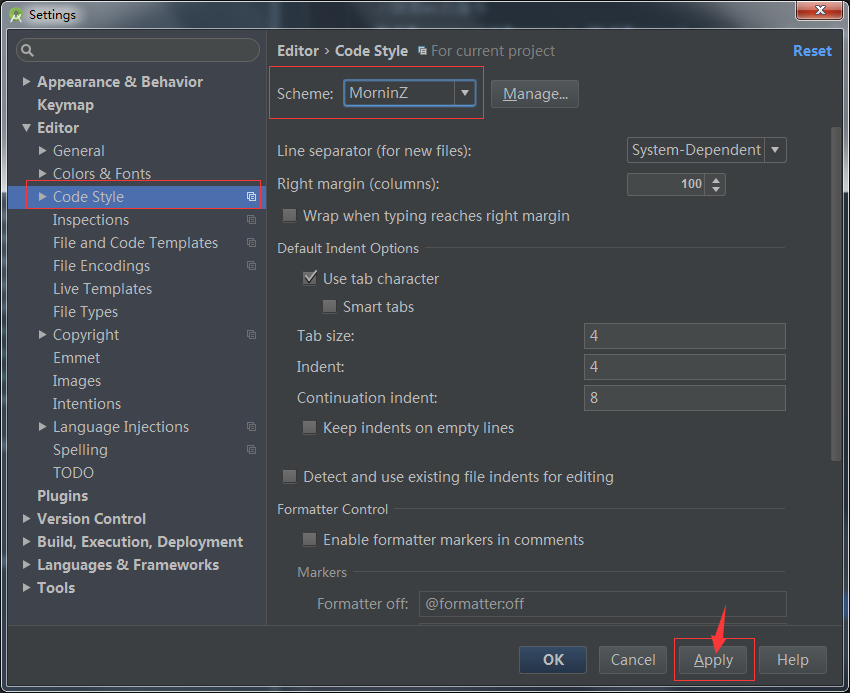 Settings
Appearance & Behavior
Keymap
Editor
General
Colors & Fonts
Code Style
Inspections
File and Code Templates
File Encodings
Live Templates
File Types
Copyright
Emmet
Images
Intentions
Language Injections
Spelling
TODO
Plugins
Version Control
Build, Execution, Deployment
Languages & Frameworks
Tools
Editor › Code Style For current project Reset
Scheme: MorninZ Manage...
Line separator (for new files): System-Dependent
Right margin (columns): 100
Wrap when typing reaches right margin
Default Indent Options
Use tab character
Smart tabs
Tab size: 4
Indent: 4
Continuation indent: 8
Keep indents on empty lines
Detect and use existing file indents for editing
Formatter Control
Enable formatter markers in comments
Markers
Formatter off: @formatter:off
OK Cancel Apply Help